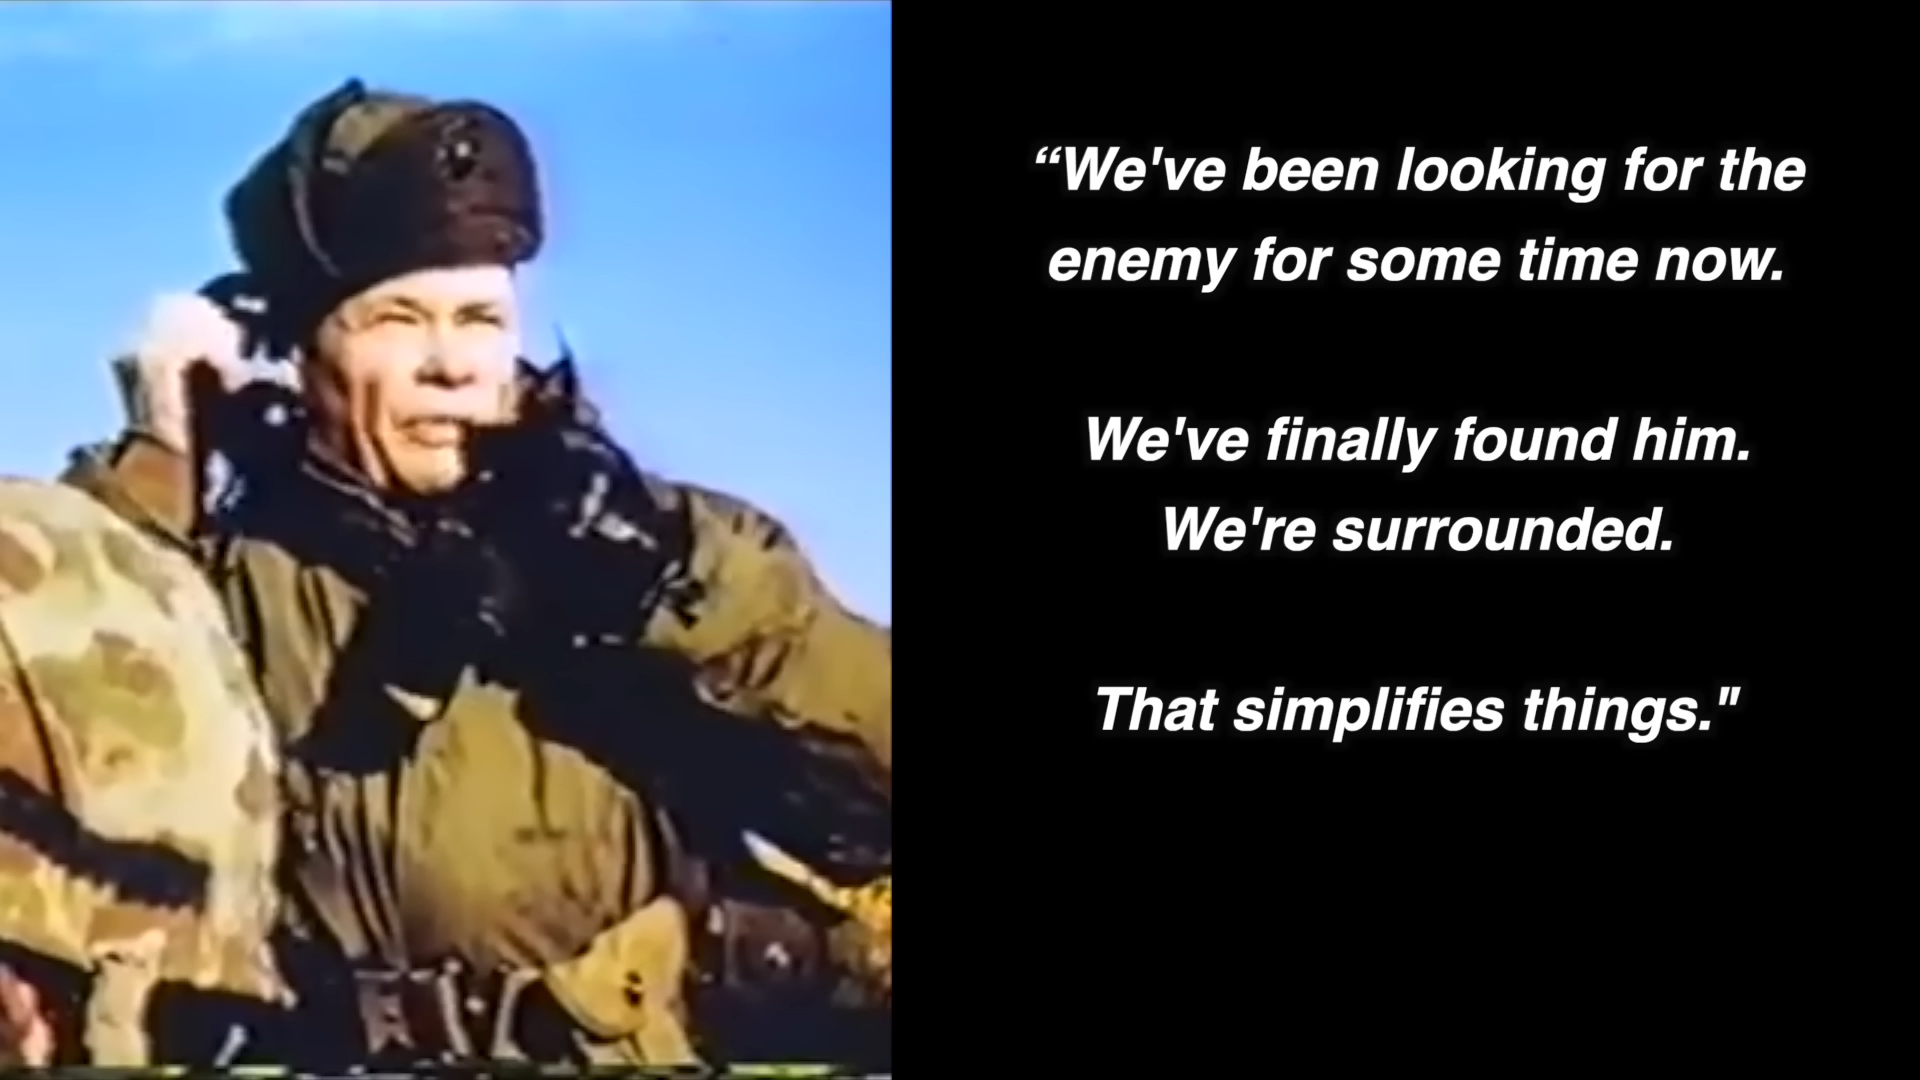 “We've been looking for the
enemy for some time now.
We've finally found him.
We're surrounded.
That simplifies things."